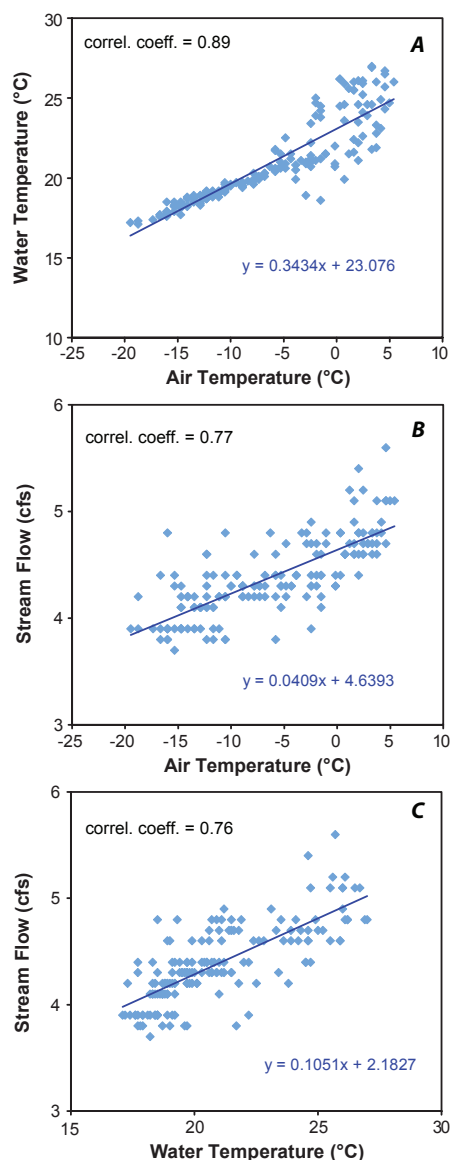 A
correl. coeff. = 0.89
30
25
20
15
10
Water Temperature (°C)
y = 0.3434x + 23.076
-25 -20 -15 -10 -5 0 5 10
Air Temperature (°C)
B
correl. coeff. = 0.77
6
5
4
3
Stream Flow (cfs)
y = 0.0409x + 4.6393
-25 -20 -15 -10 -5 0 5 10
Air Temperature (°C)
C
correl. coeff. = 0.76
6
5
4
3
Stream Flow (cfs)
y = 0.1051x + 2.1827
15 20 25 30
Water Temperature (°C)